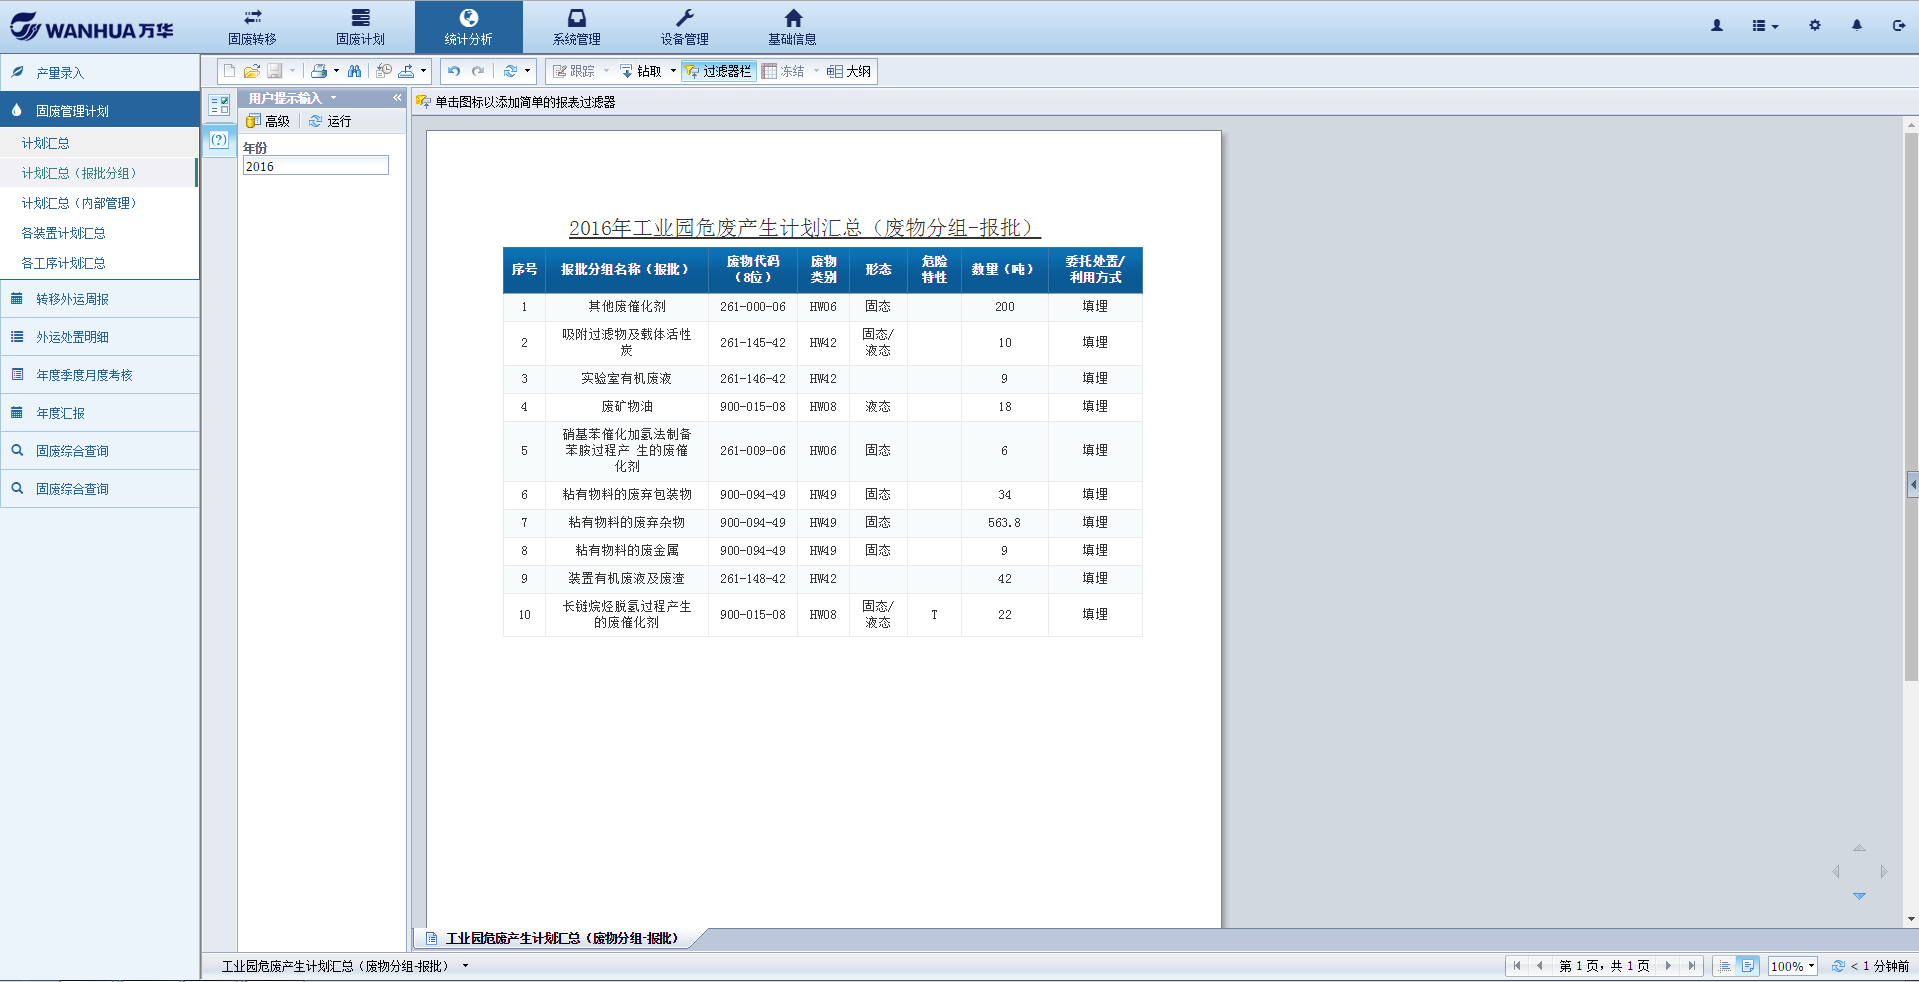 WANHUA万华
固废转移
固废计划
统计分析
系统管理
设备管理
基础信息
产量录入
固废管理计划
计划汇总
计划汇总（报批分组）
计划汇总（内部管理）
各装置计划汇总
各工序计划汇总
转移外运周报
外运处置明细
年度季度月度考核
年度汇报
固废综合查询
固废综合查询
跟踪 钻取 过滤器栏 冻结 大纲
用户提示输入 «
高级 运行
年份
2016
单击图标以添加简单的报表过滤器
2016年工业园危废产生计划汇总（废物分组-报批）
序号 报批分组名称（报批） 废物代码（8位） 废物类别 形态 危险特性 数量（吨） 委托处置/利用方式
1 其他废催化剂 261-000-06 HW06 固态 200 填埋
2 吸附过滤物及载体活性炭 261-145-42 HW42 固态/液态 10 填埋
3 实验室有机废液 261-146-42 HW42 9 填埋
4 废矿物油 900-015-08 HW08 液态 18 填埋
5 硝基苯催化加氢法制备苯胺过程产 生的废催化剂 261-009-06 HW06 固态 6 填埋
6 粘有物料的废弃包装物 900-094-49 HW49 固态 34 填埋
7 粘有物料的废弃杂物 900-094-49 HW49 固态 563.8 填埋
8 粘有物料的废金属 900-094-49 HW49 固态 9 填埋
9 装置有机废液及废渣 261-148-42 HW42 42 填埋
10 长链烷烃脱氢过程产生的废催化剂 900-015-08 HW08 固态/液态 T 22 填埋
工业园危废产生计划汇总（废物分组-报批）
工业园危废产生计划汇总（废物分组-报批）
第 1 页，共 1 页
100%
< 1 分钟前